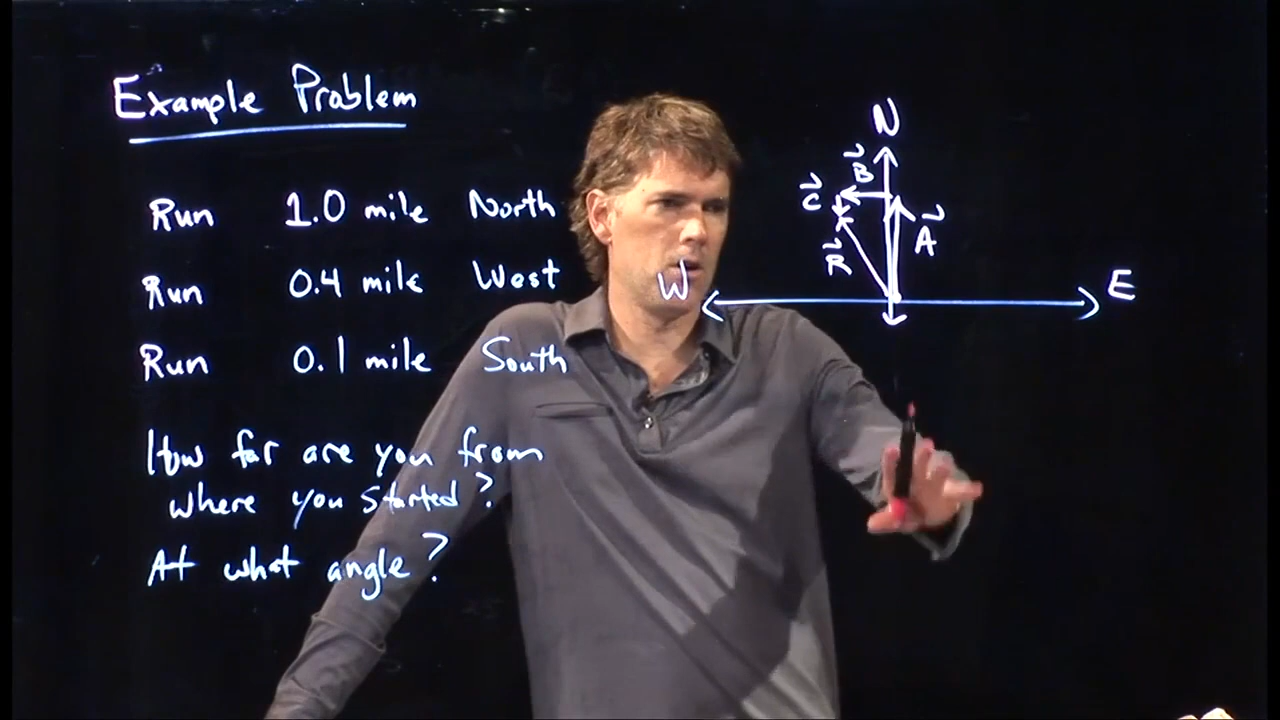 Example Problem
Run 1.0 mile North
Run 0.4 mile West
Run 0.1 mile South
How far are you from
where you started?
At what angle?
N
B
C
A
R
W
E